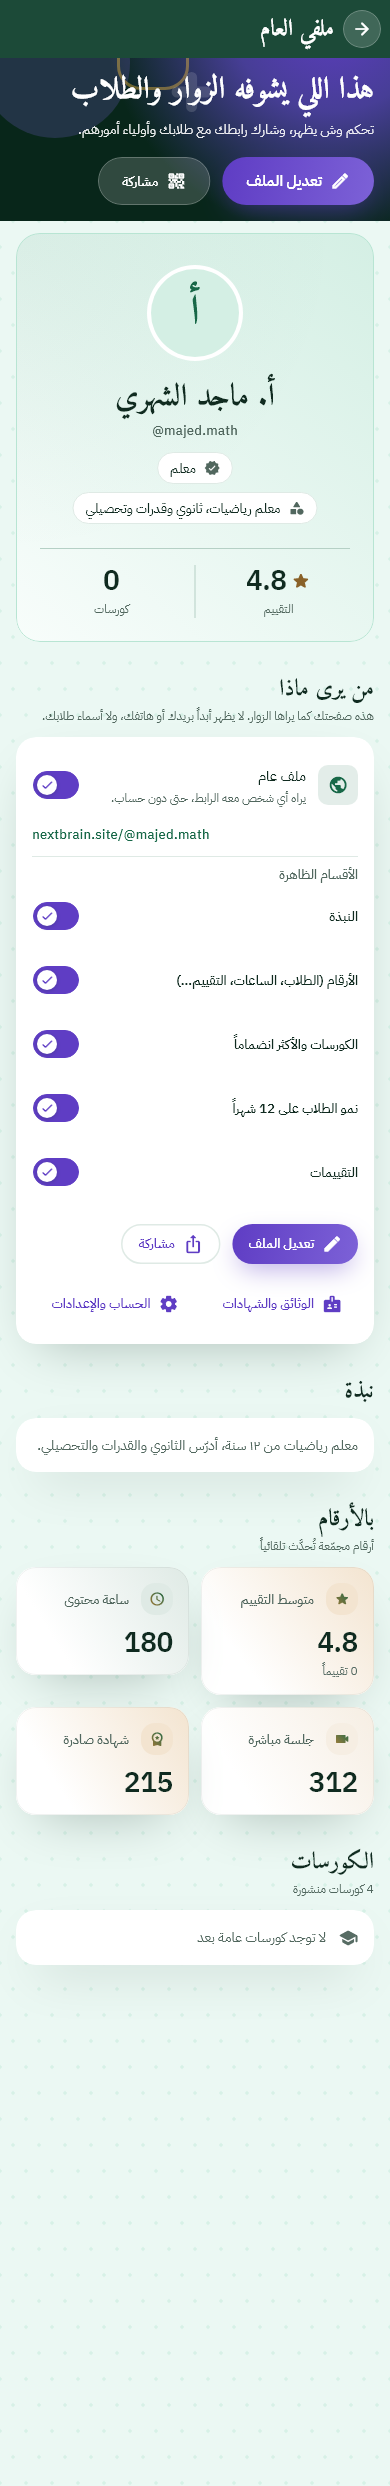 ملفي العام
هذا اللي يشوفه الزوار والطلاب
تحكم وش يظهر، وشارك رابطك مع طلابك وأولياء أمورهم.
تعديل الملف
مشاركة
أ
أ. ماجد الشهري
@majed.math
معلم
معلم رياضيات، ثانوي وقدرات وتحصيلي
4.8
التقييم
0
كورسات
من يرى ماذا
هذه صفحتك كما يراها الزوار. لا يظهر أبداً بريدك أو هاتفك، ولا أسماء طلابك.
ملف عام
يراه أي شخص معه الرابط، حتى دون حساب.
nextbrain.site/@majed.math
الأقسام الظاهرة
النبذة
الأرقام (الطلاب، الساعات، التقييم...)
الكورسات والأكثر انضماماً
نمو الطلاب على 12 شهراً
التقييمات
تعديل الملف
مشاركة
الوثائق والشهادات
الحساب والإعدادات
نبذة
معلم رياضيات من ١٢ سنة، أدرّس الثانوي والقدرات والتحصيلي.
بالأرقام
أرقام مجمّعة تُحدَّث تلقائياً
متوسط التقييم
4.8
0 تقييماً
ساعة محتوى
180
جلسة مباشرة
312
شهادة صادرة
215
الكورسات
4 كورسات منشورة
لا توجد كورسات عامة بعد